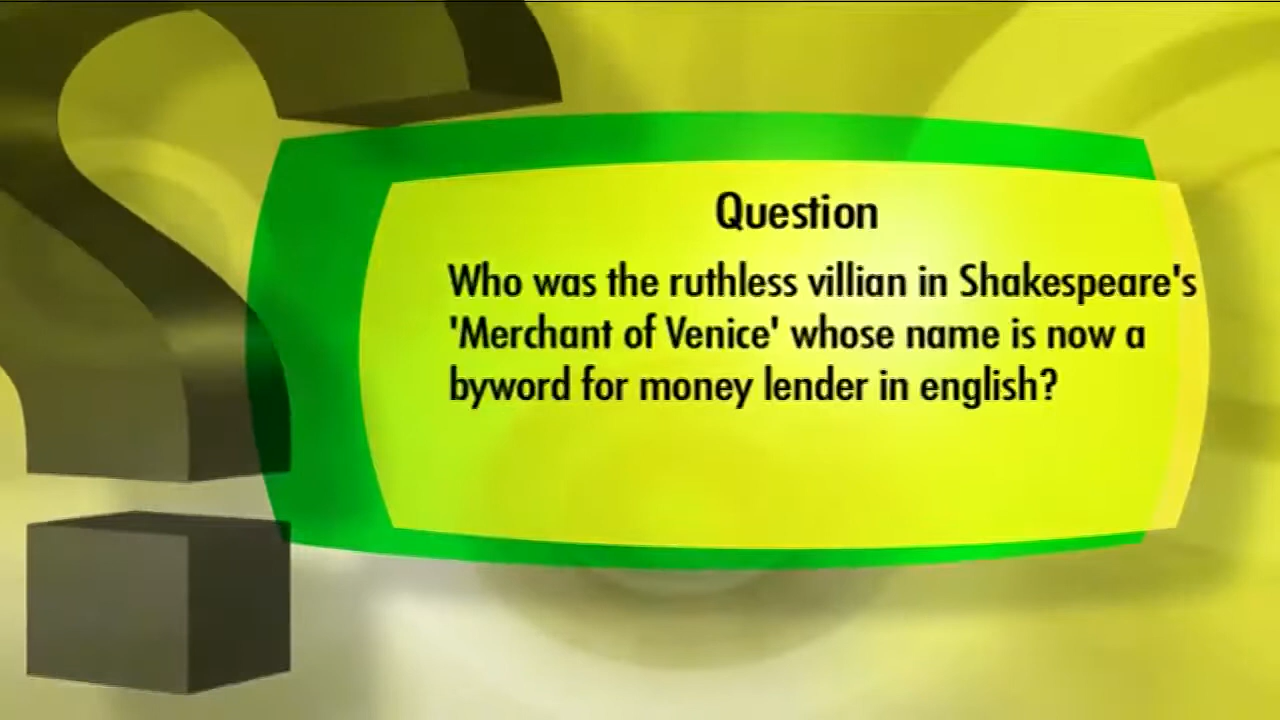 Question
Who was the ruthless villian in Shakespeare's
'Merchant of Venice' whose name is now a
byword for money lender in english?